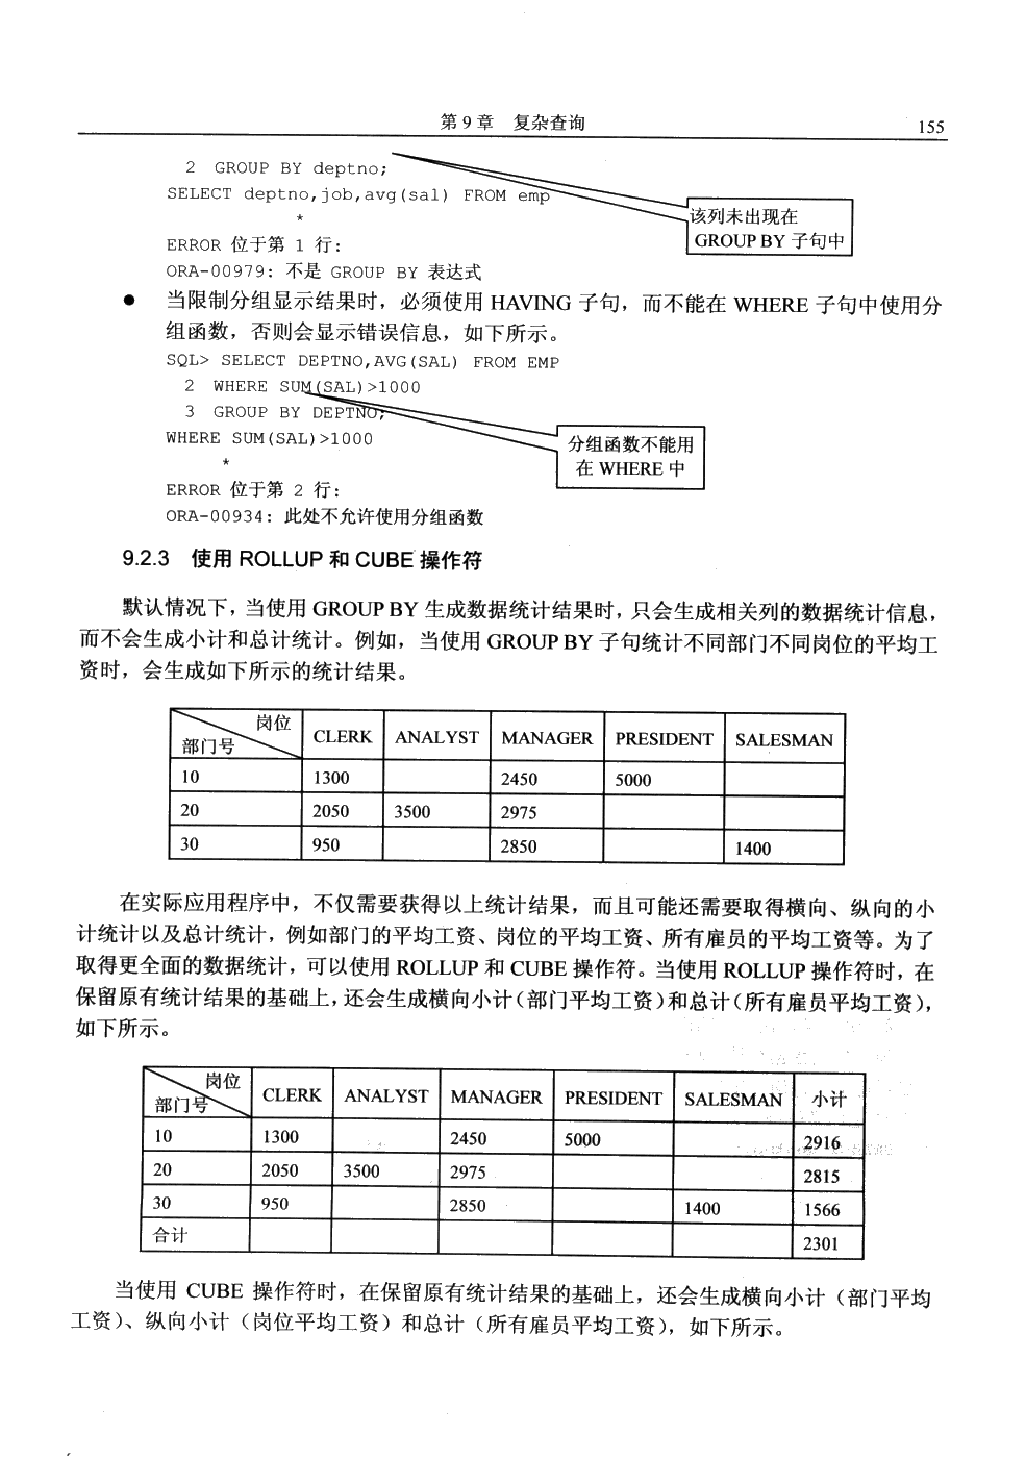 第 9 章 复杂查询 155
2 GROUP BY deptno;
SELECT deptno,job,avg(sal) FROM emp
*
该列未出现在
GROUP BY 子句中
ERROR 位于第 1 行:
ORA-00979: 不是 GROUP BY 表达式
● 当限制分组显示结果时，必须使用 HAVING 子句，而不能在 WHERE 子句中使用分
组函数，否则会显示错误信息，如下所示。
SQL> SELECT DEPTNO,AVG(SAL) FROM EMP
2 WHERE SUM(SAL)>1000
3 GROUP BY DEPTNO;
WHERE SUM(SAL)>1000
*
分组函数不能用
在 WHERE 中
ERROR 位于第 2 行:
ORA-00934: 此处不允许使用分组函数
9.2.3 使用 ROLLUP 和 CUBE 操作符
默认情况下，当使用 GROUP BY 生成数据统计结果时，只会生成相关列的数据统计信息，
而不会生成小计和总计统计。例如，当使用 GROUP BY 子句统计不同部门不同岗位的平均工
资时，会生成如下所示的统计结果。
岗位
部门号 CLERK ANALYST MANAGER PRESIDENT SALESMAN
10 1300 2450 5000
20 2050 3500 2975
30 950 2850 1400
在实际应用程序中，不仅需要获得以上统计结果，而且可能还需要取得横向、纵向的小
计统计以及总计统计，例如部门的平均工资、岗位的平均工资、所有雇员的平均工资等。为了
取得更全面的数据统计，可以使用 ROLLUP 和 CUBE 操作符。当使用 ROLLUP 操作符时，在
保留原有统计结果的基础上，还会生成横向小计（部门平均工资）和总计（所有雇员平均工资），
如下所示。
岗位
部门号 CLERK ANALYST MANAGER PRESIDENT SALESMAN 小计
10 1300 2450 5000 2916
20 2050 3500 2975 2815
30 950 2850 1400 1566
合计 2301
当使用 CUBE 操作符时，在保留原有统计结果的基础上，还会生成横向小计（部门平均
工资）、纵向小计（岗位平均工资）和总计（所有雇员平均工资），如下所示。